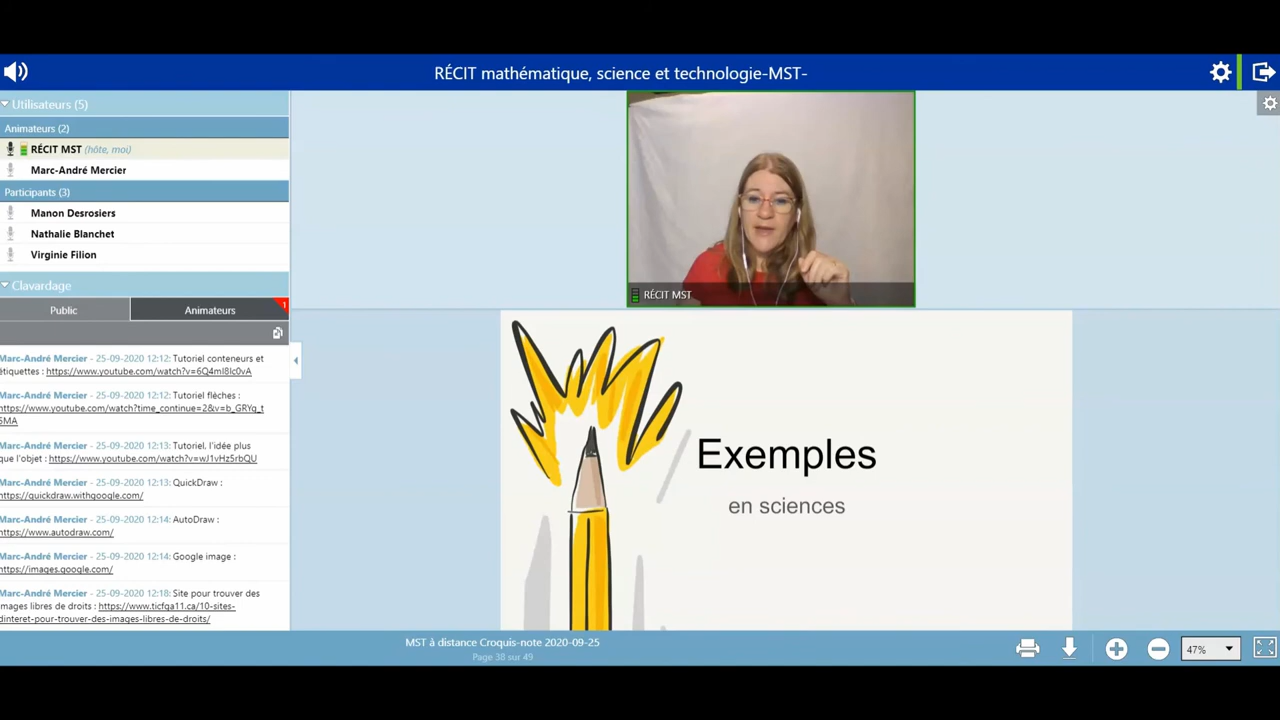 RÉCIT mathématique, science et technologie-MST-
Utilisateurs (5)
Animateurs (2)
RÉCIT MST (hôte, moi)
Marc-André Mercier
Participants (3)
Manon Desrosiers
Nathalie Blanchet
Virginie Filion
Clavardage
Public
Animateurs
1
Marc-André Mercier - 25-09-2020 12:12: Tutoriel conteneurs et
étiquettes : https://www.youtube.com/watch?v=6Q4ml8lc0vA
Marc-André Mercier - 25-09-2020 12:12: Tutoriel flèches :
https://www.youtube.com/watch?time_continue=2&v=b_GRYq_t
5MA
Marc-André Mercier - 25-09-2020 12:13: Tutoriel, l'idée plus
que l'objet : https://www.youtube.com/watch?v=wJ1vHz5rbQU
Marc-André Mercier - 25-09-2020 12:13: QuickDraw :
https://quickdraw.withgoogle.com/
Marc-André Mercier - 25-09-2020 12:14: AutoDraw :
https://www.autodraw.com/
Marc-André Mercier - 25-09-2020 12:14: Google image :
https://images.google.com/
Marc-André Mercier - 25-09-2020 12:18: Site pour trouver des
images libres de droits : https://www.ticfga11.ca/10-sites-
dinteret-pour-trouver-des-images-libres-de-droits/
RÉCIT MST
Exemples
en sciences
MST à distance Croquis-note 2020-09-25
Page 38 sur 49
47%